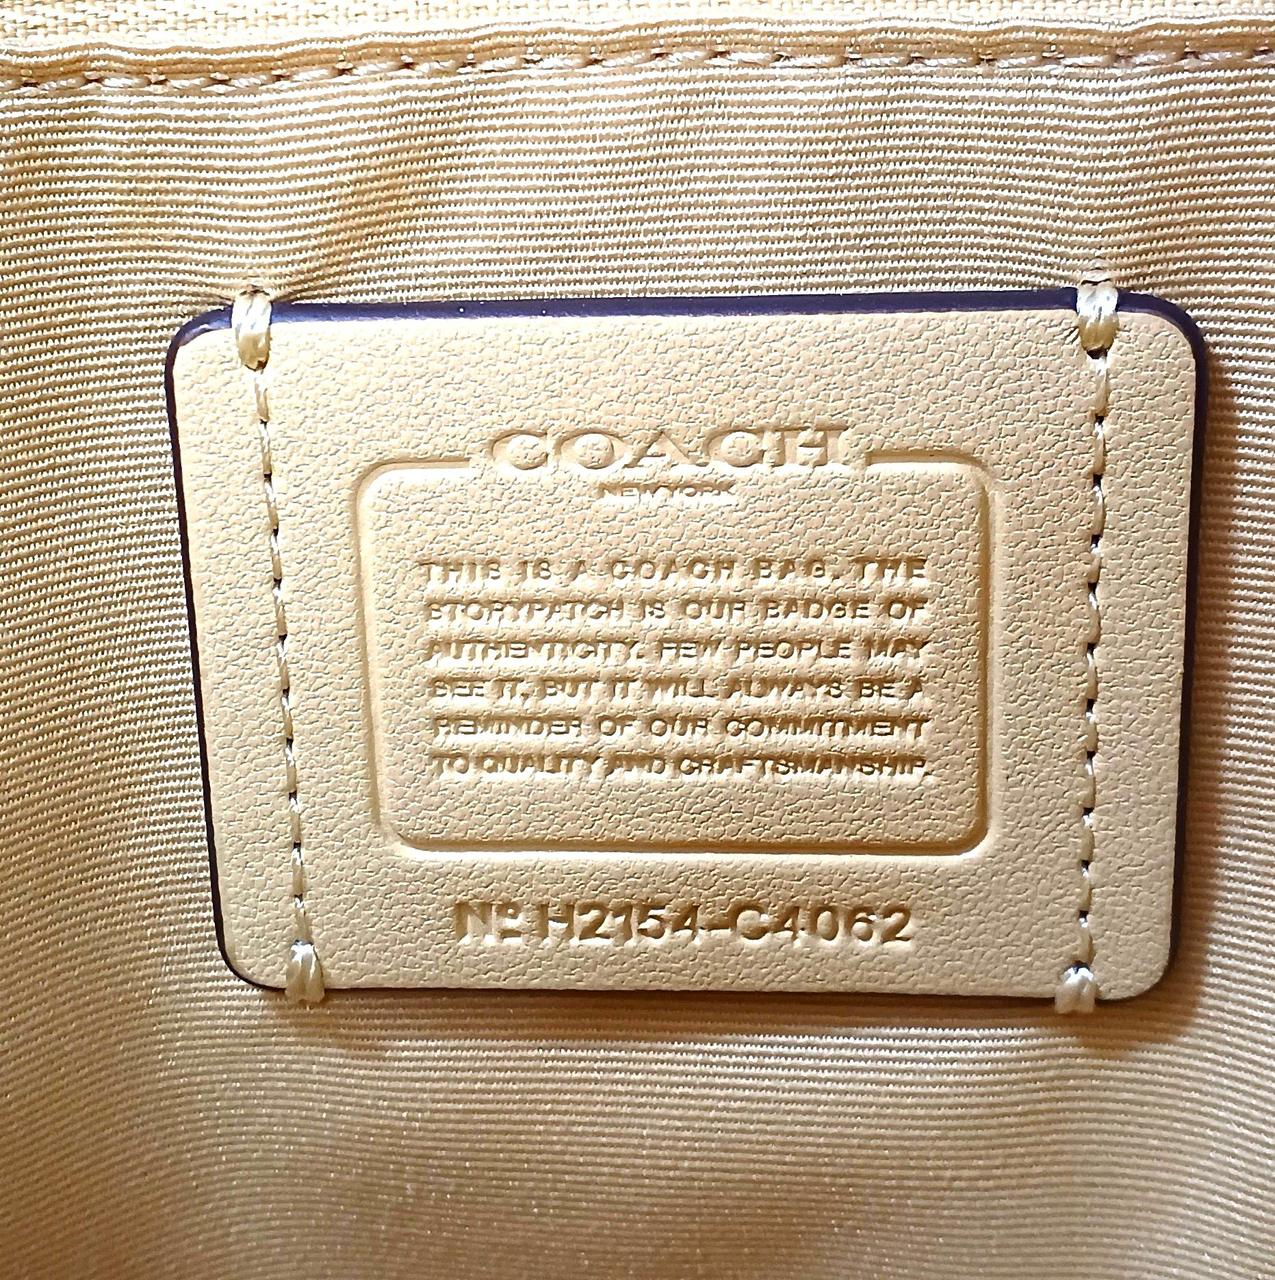 COACH
NEW YORK
THIS IS A COACH BAG. THE
STORYPATCH IS OUR BADGE OF
AUTHENTICITY. FEW PEOPLE MAY
SEE IT, BUT IT WILL ALWAYS BE A
REMINDER OF OUR COMMITMENT
TO QUALITY AND CRAFTSMANSHIP.
Nº H2154-C4062